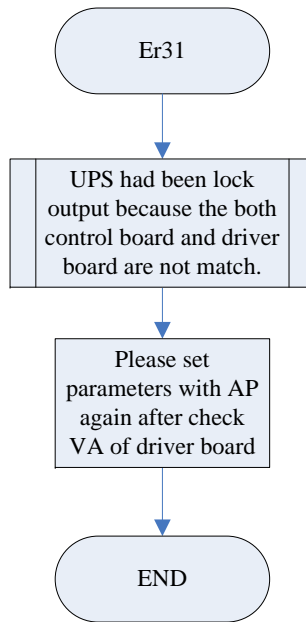 Er31
UPS had been lock
output because the both
control board and driver
board are not match.
Please set
parameters with AP
again after check
VA of driver board
END